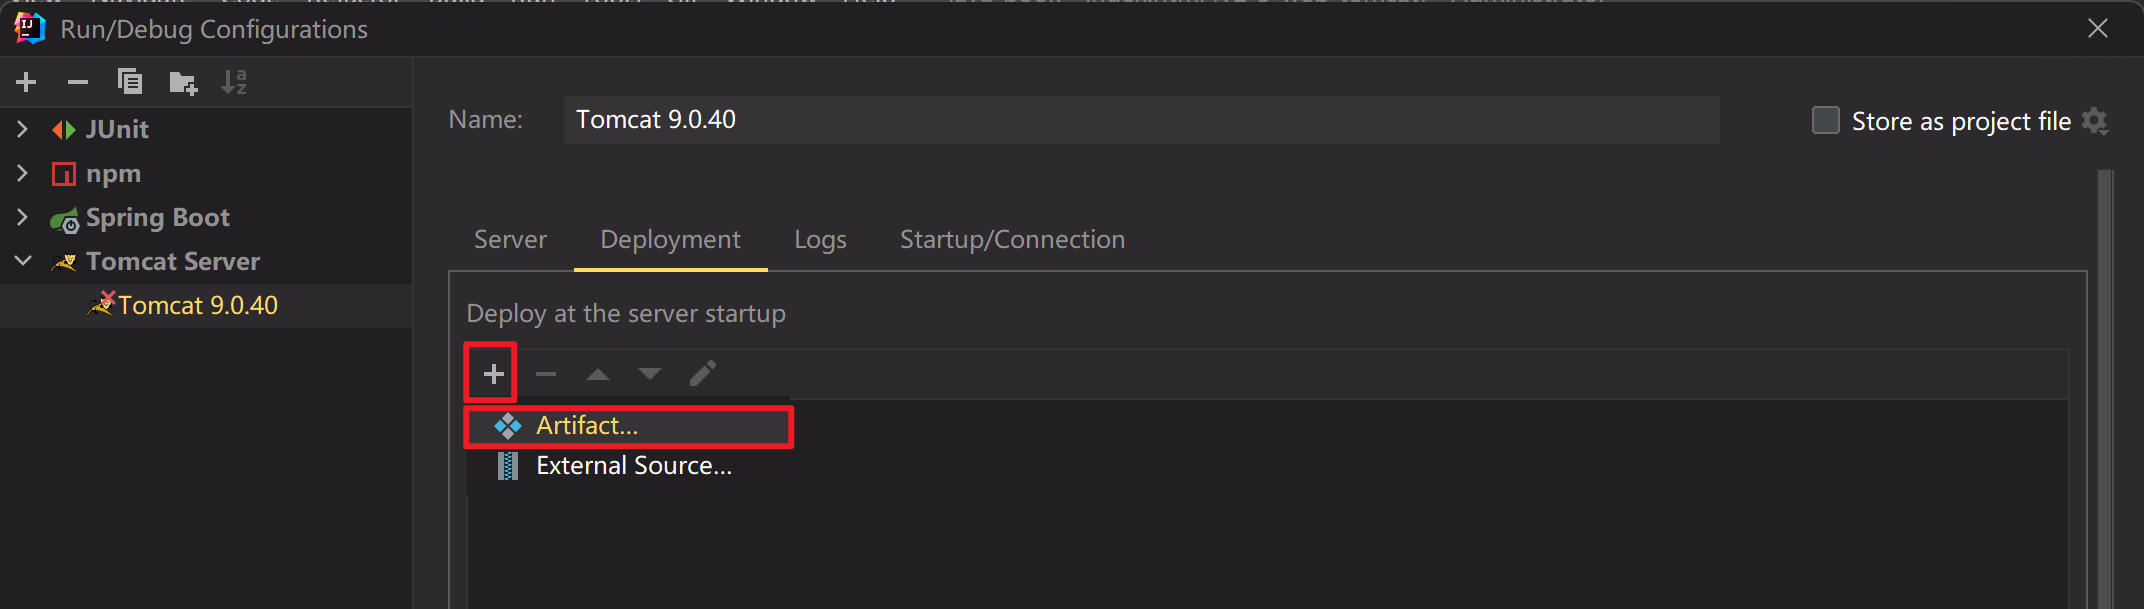 Run/Debug Configurations
JUnit
npm
Spring Boot
Tomcat Server
Tomcat 9.0.40
Name:
Tomcat 9.0.40
Store as project file
Server
Deployment
Logs
Startup/Connection
Deploy at the server startup
Artifact...
External Source...